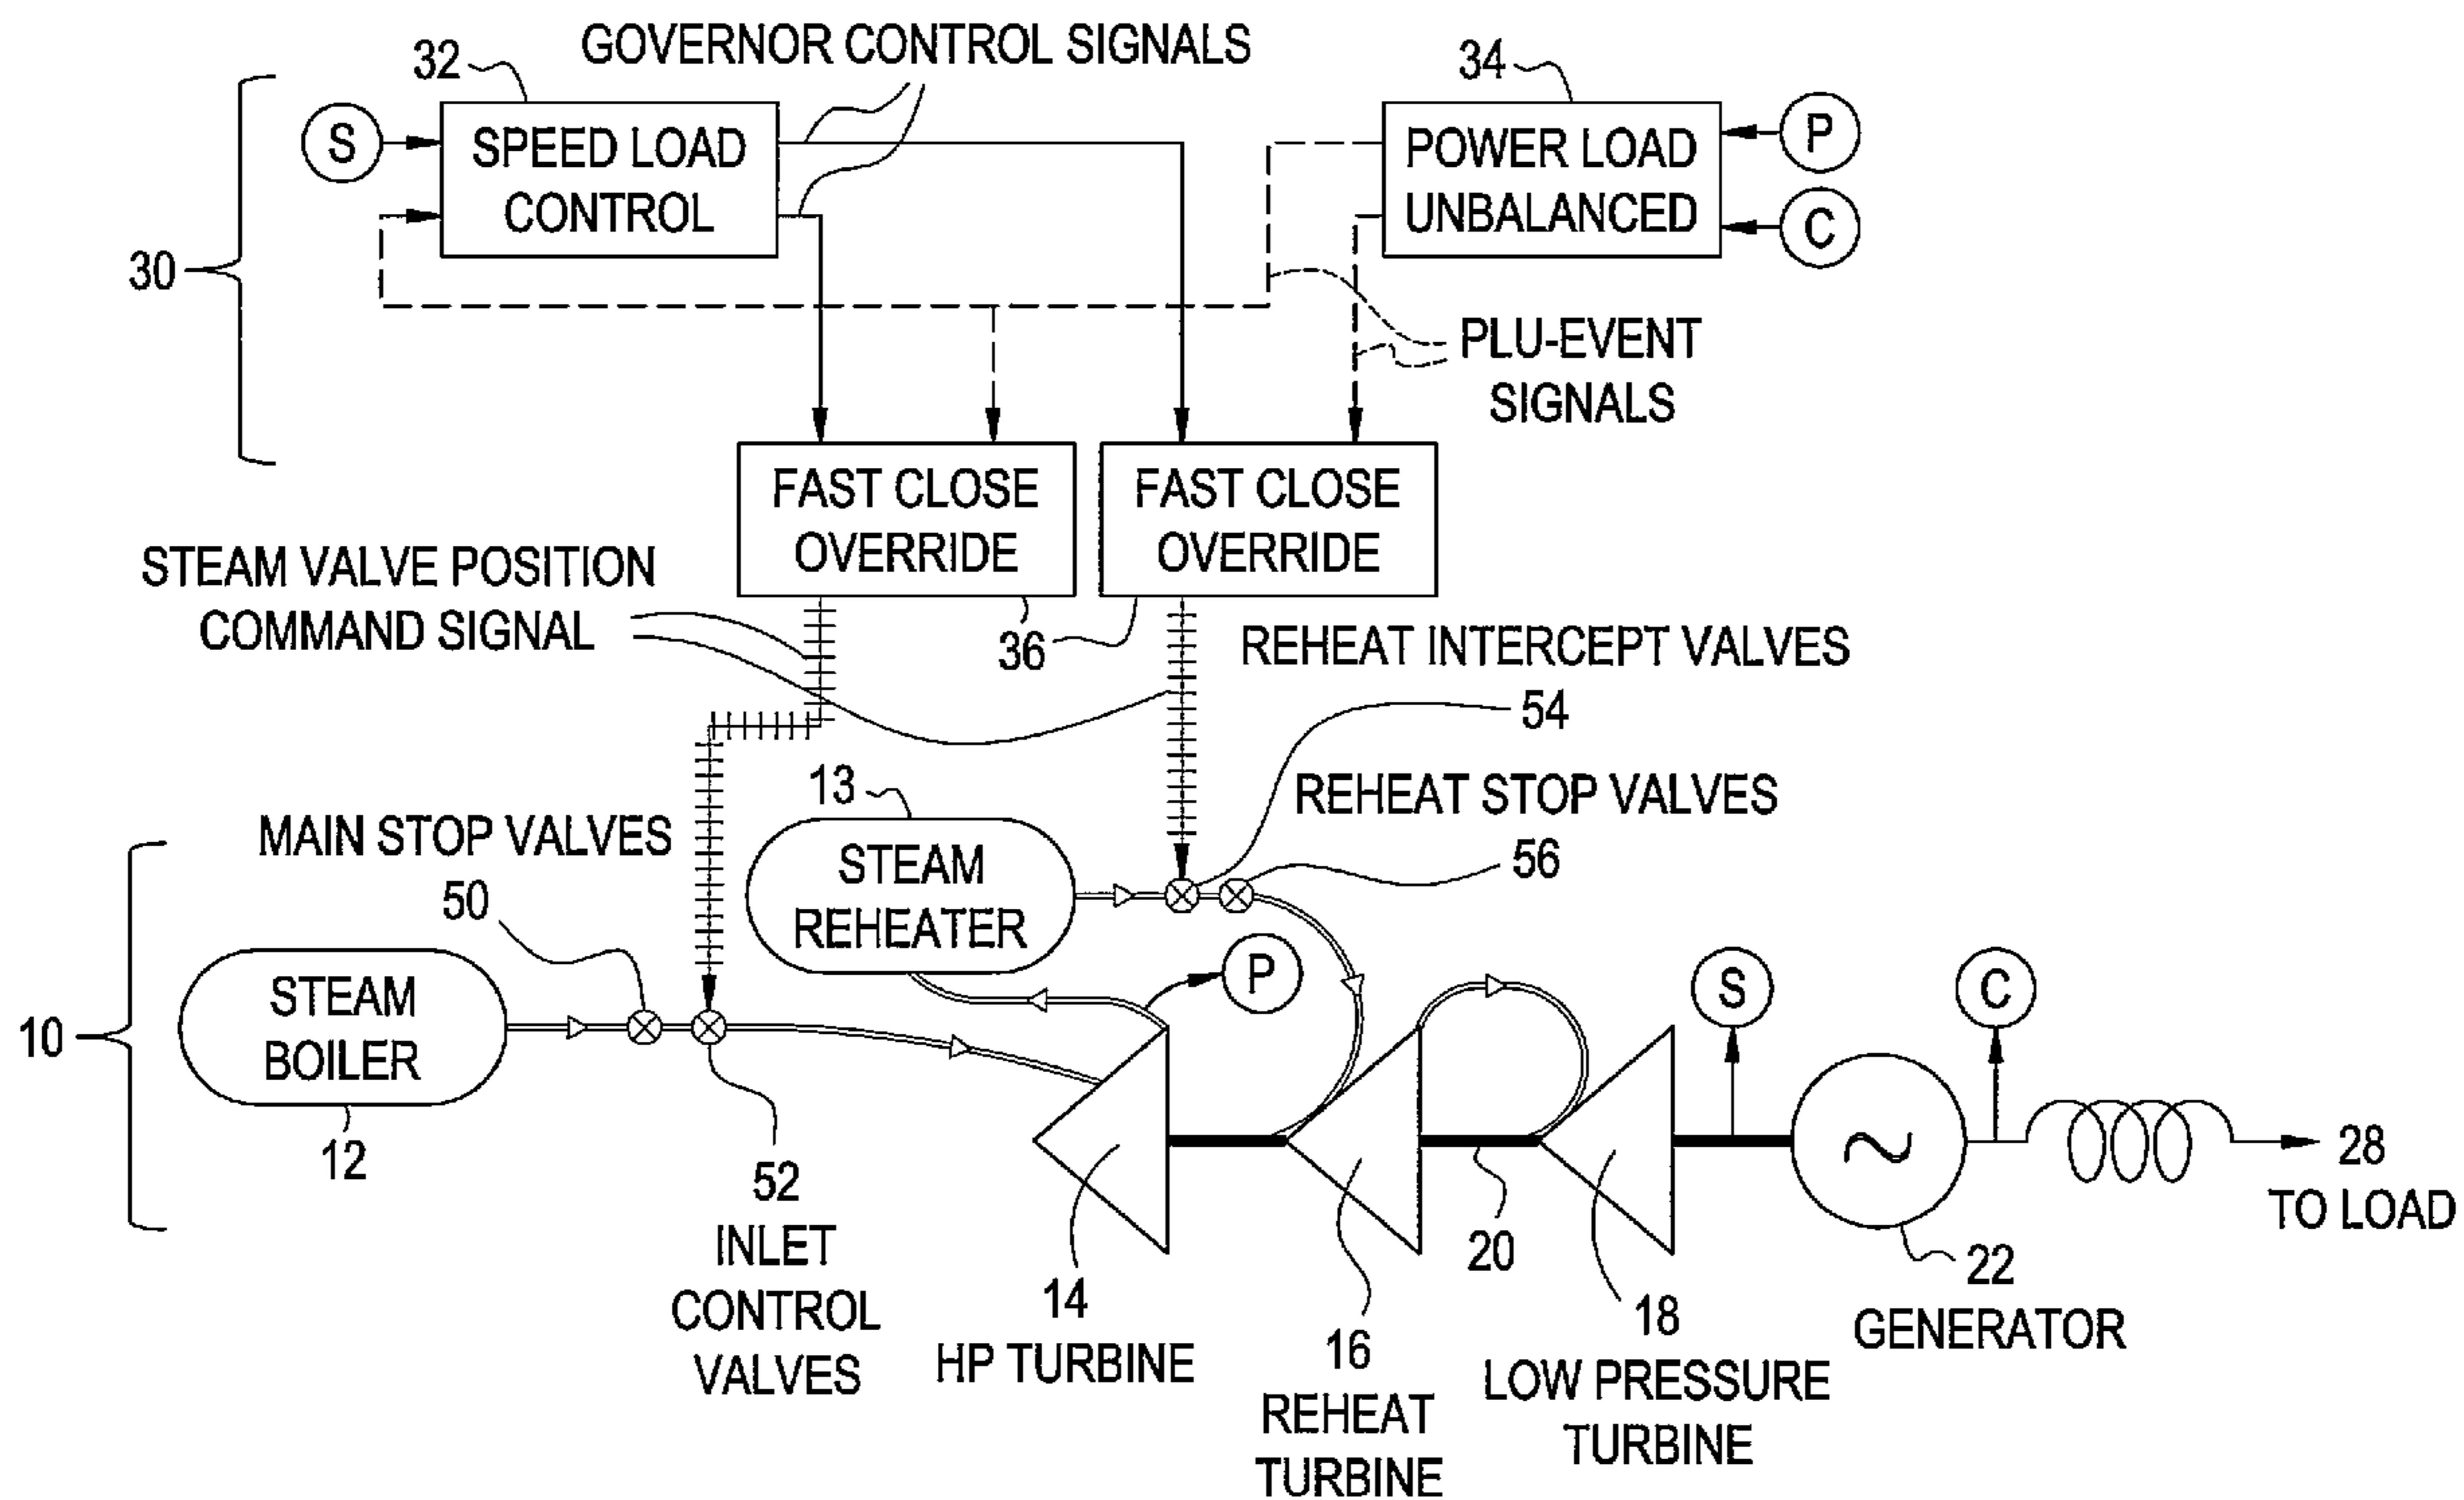 GOVERNOR CONTROL SIGNALS
32
34
S
SPEED LOAD
CONTROL
POWER LOAD
UNBALANCED
P
C
30
PLU-EVENT
SIGNALS
FAST CLOSE
OVERRIDE
FAST CLOSE
OVERRIDE
STEAM VALVE POSITION
COMMAND SIGNAL
36
REHEAT INTERCEPT VALVES
54
13
REHEAT STOP VALVES
56
MAIN STOP VALVES
50
STEAM
REHEATER
P
S
C
10
STEAM
BOILER
12
52
INLET
CONTROL
VALVES
14
HP TURBINE
16
REHEAT
TURBINE
20
18
LOW PRESSURE
TURBINE
22
GENERATOR
28
TO LOAD